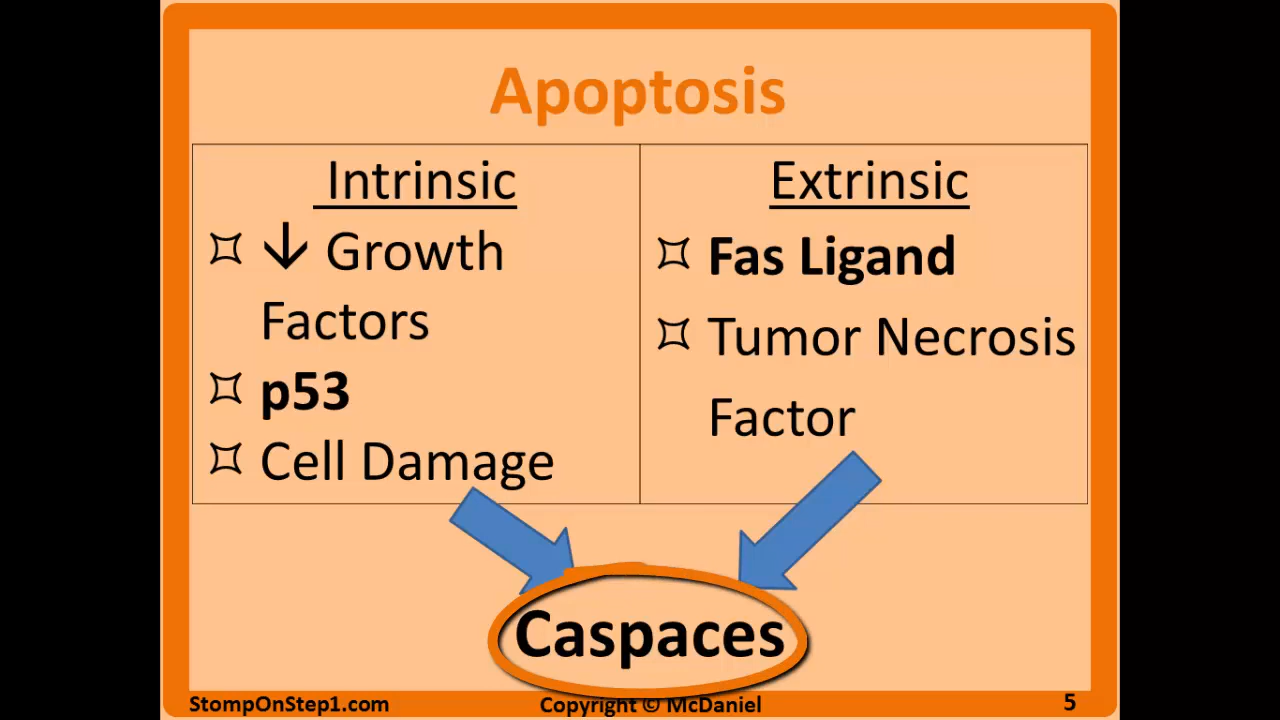 Apoptosis
Intrinsic
↓ Growth
Factors
p53
Cell Damage
Extrinsic
Fas Ligand
Tumor Necrosis
Factor
Caspaces
StompOnStep1.com
Copyright © McDaniel
5